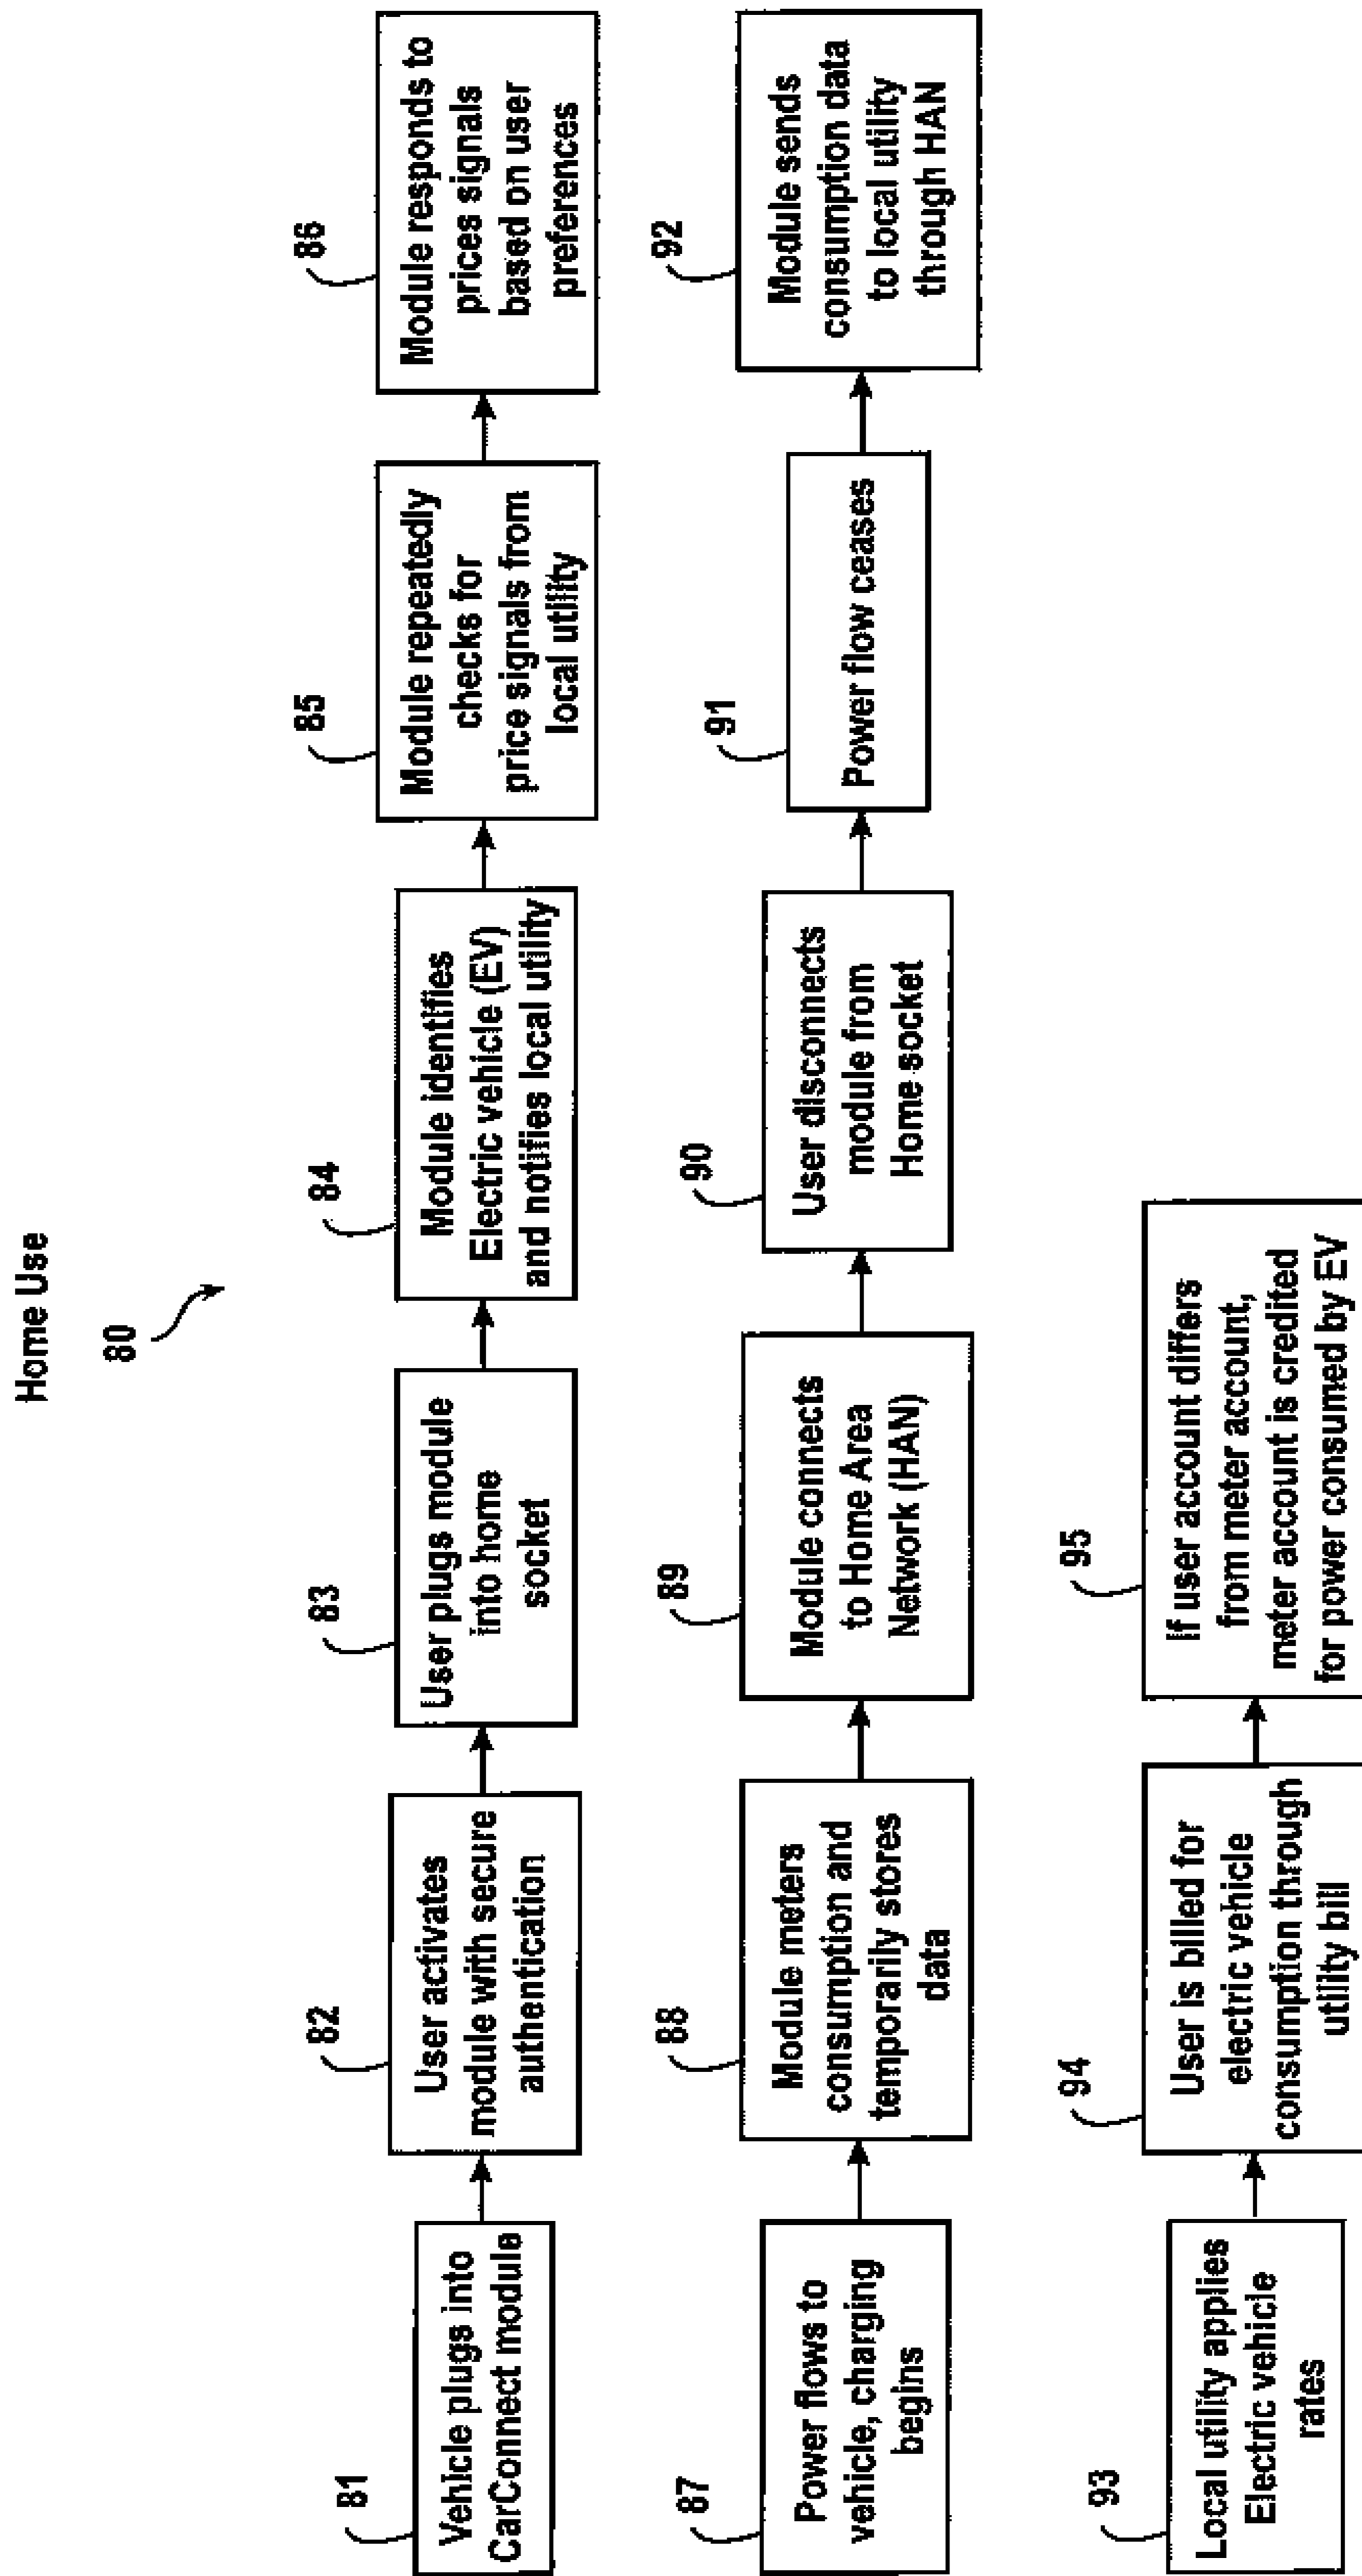 Home Use
80
81
Vehicle plugs into
CarConnect module
82
User activates
module with secure
authentication
83
User plugs module
into home
socket
84
Module identifies
Electric vehicle (EV)
and notifies local utility
85
Module repeatedly
checks for
price signals from
local utility
86
Module responds to
prices signals
based on user
preferences
87
Power flows to
vehicle, charging
begins
88
Module meters
consumption and
temporarily stores
data
89
Module connects
to Home Area
Network (HAN)
90
User disconnects
module from
Home socket
91
Power flow ceases
92
Module sends
consumption data
to local utility
through HAN
93
Local utility applies
Electric vehicle
rates
94
User is billed for
electric vehicle
consumption through
utility bill
95
If user account differs
from meter account,
meter account is credited
for power consumed by EV